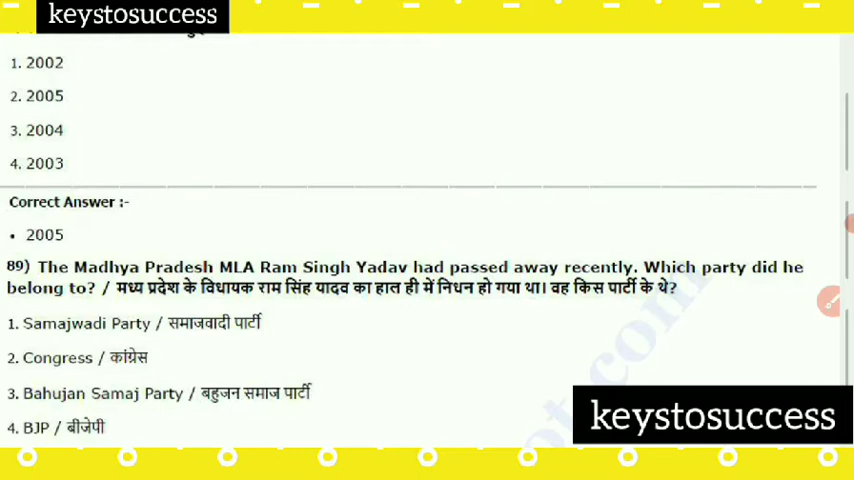 keystosuccess
1. 2002
2. 2005
3. 2004
4. 2003
Correct Answer :-
• 2005
89) The Madhya Pradesh MLA Ram Singh Yadav had passed away recently. Which party did he
belong to? / मध्य प्रदेश के विधायक राम सिंह यादव का हाल ही में निधन हो गया था। वह किस पार्टी के थे?
1. Samajwadi Party / समाजवादी पार्टी
2. Congress / कांग्रेस
3. Bahujan Samaj Party / बहुजन समाज पार्टी
4. BJP / बीजेपी
keystosuccess